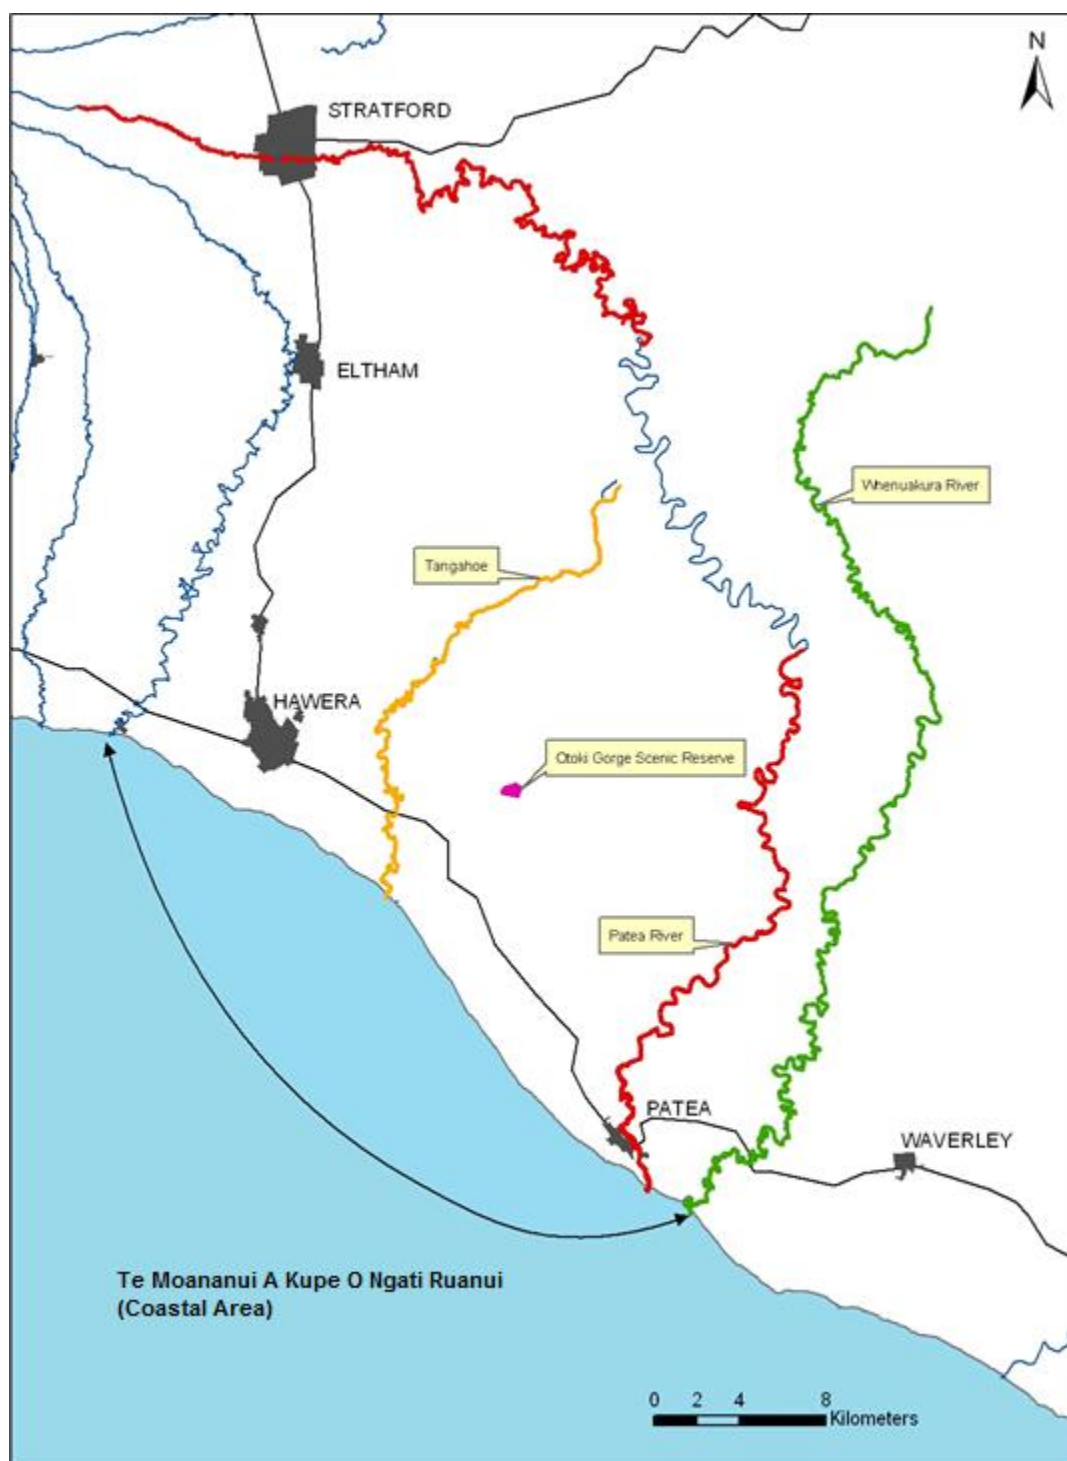 N
STRATFORD
ELTHAM
Whenuakura River
Tangahoe
HAWERA
Otoki Gorge Scenic Reserve
Patea River
PATEA
WAVERLEY
Te Moananui A Kupe O Ngati Ruanui
(Coastal Area)
0 2 4 8
Kilometers